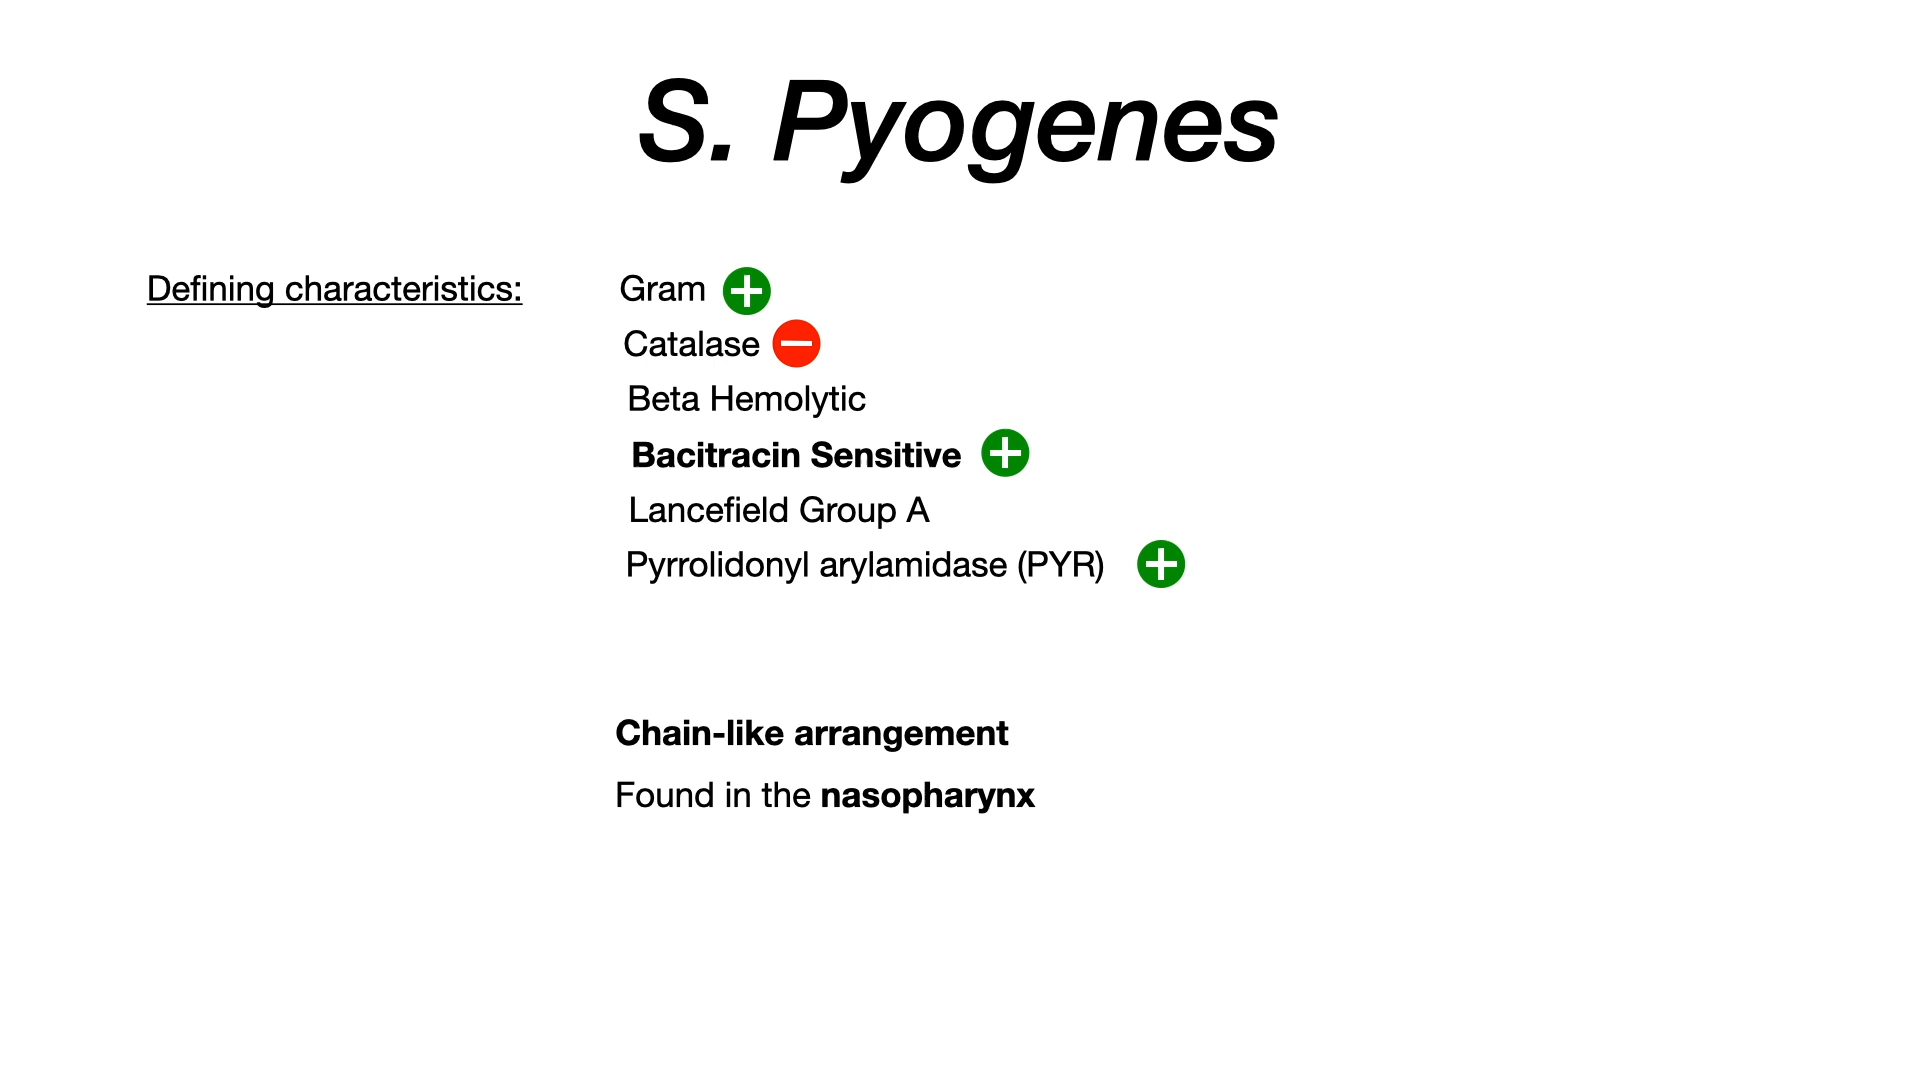 S. Pyogenes
Defining characteristics:
Gram +
Catalase −
Beta Hemolytic
Bacitracin Sensitive +
Lancefield Group A
Pyrrolidonyl arylamidase (PYR) +
Chain-like arrangement
Found in the nasopharynx